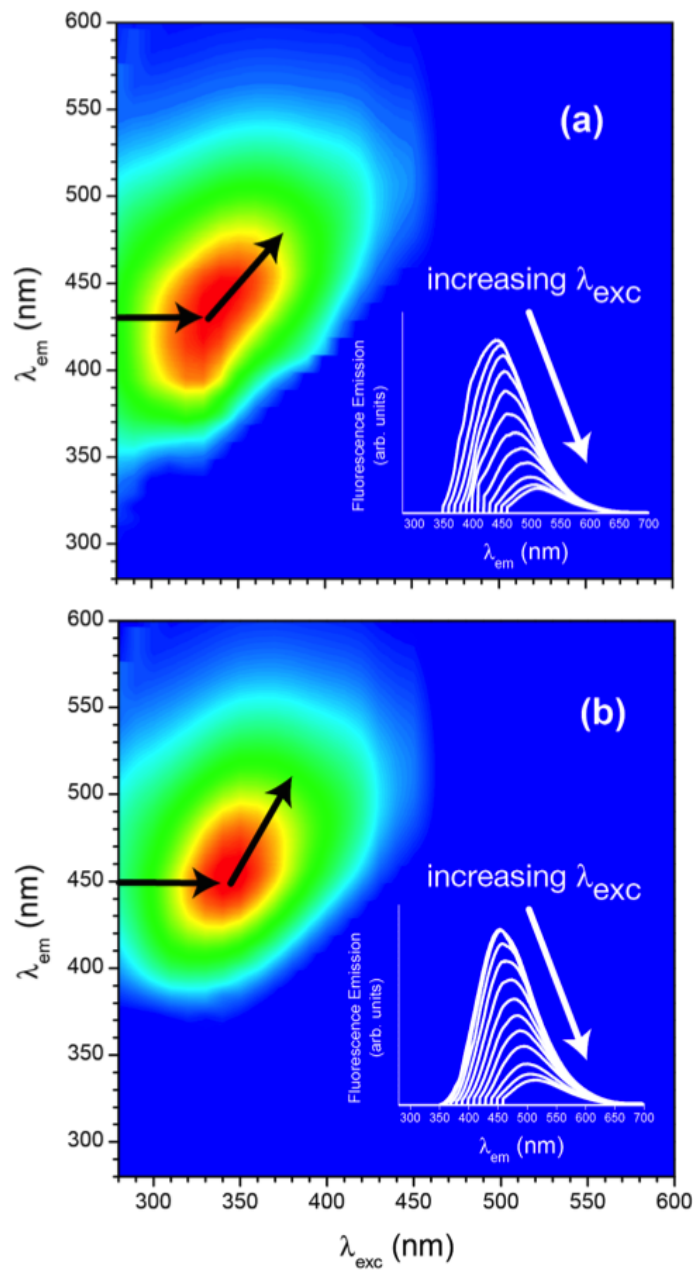 600
(a)
550
500
450
400
350
300
λem (nm)
increasing λexc
Fluorescence Emission
(arb. units)
300 350 400 450 500 550 600 650 700
λem (nm)
600
(b)
550
500
450
400
350
300
λem (nm)
increasing λexc
Fluorescence Emission
(arb. units)
300 350 400 450 500 550 600 650 700
λem (nm)
300 350 400 450 500 550 600
λexc (nm)